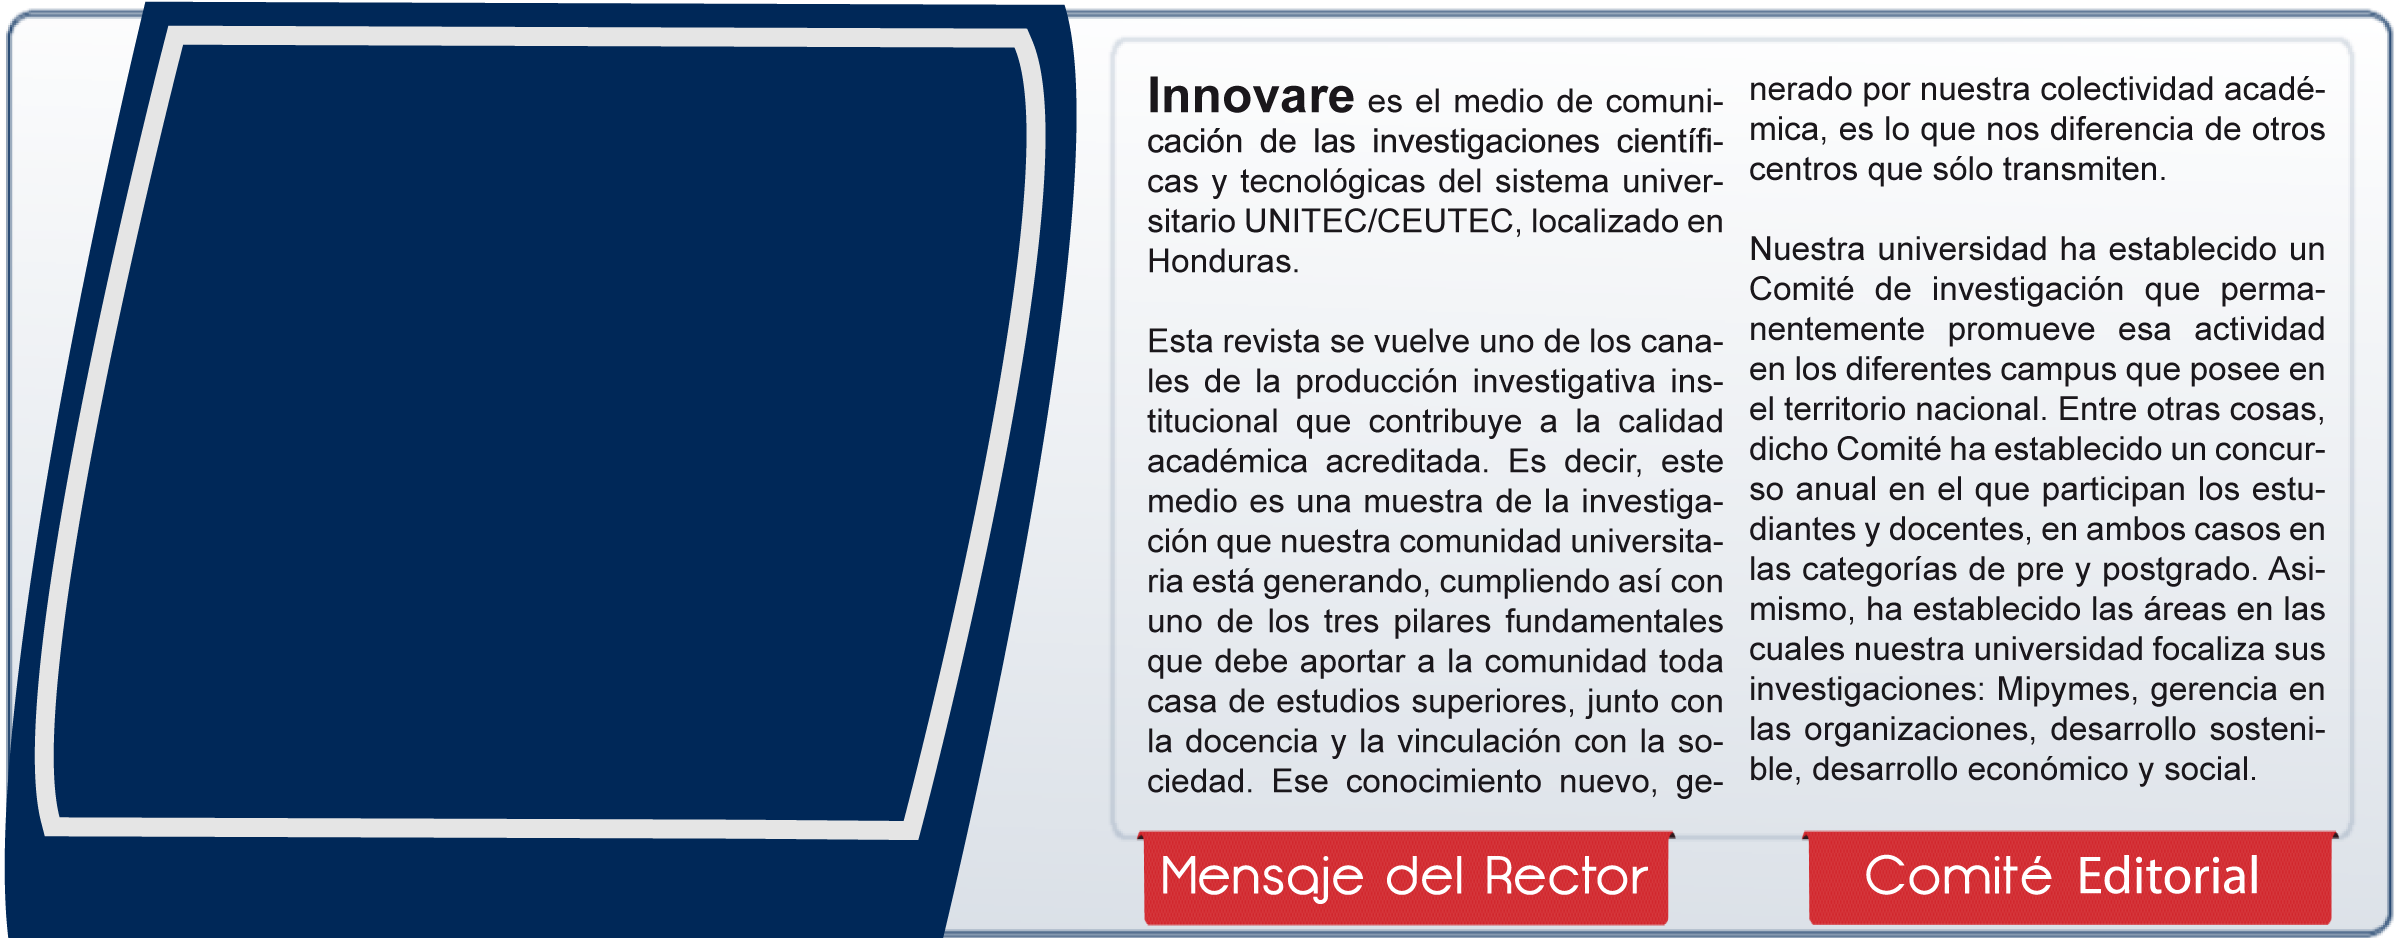 Innovare es el medio de comuni-
cación de las investigaciones científi-
cas y tecnológicas del sistema univer-
sitario UNITEC/CEUTEC, localizado en
Honduras.
Esta revista se vuelve uno de los cana-
les de la producción investigativa ins-
titucional que contribuye a la calidad
académica acreditada. Es decir, este
medio es una muestra de la investiga-
ción que nuestra comunidad universita-
ria está generando, cumpliendo así con
uno de los tres pilares fundamentales
que debe aportar a la comunidad toda
casa de estudios superiores, junto con
la docencia y la vinculación con la so-
ciedad. Ese conocimiento nuevo, ge-
nerado por nuestra colectividad acadé-
mica, es lo que nos diferencia de otros
centros que sólo transmiten.
Nuestra universidad ha establecido un
Comité de investigación que perma-
nentemente promueve esa actividad
en los diferentes campus que posee en
el territorio nacional. Entre otras cosas,
dicho Comité ha establecido un concur-
so anual en el que participan los estu-
diantes y docentes, en ambos casos en
las categorías de pre y postgrado. Asi-
mismo, ha establecido las áreas en las
cuales nuestra universidad focaliza sus
investigaciones: Mipymes, gerencia en
las organizaciones, desarrollo sosteni-
ble, desarrollo económico y social.
Mensaje del Rector
Comité Editorial